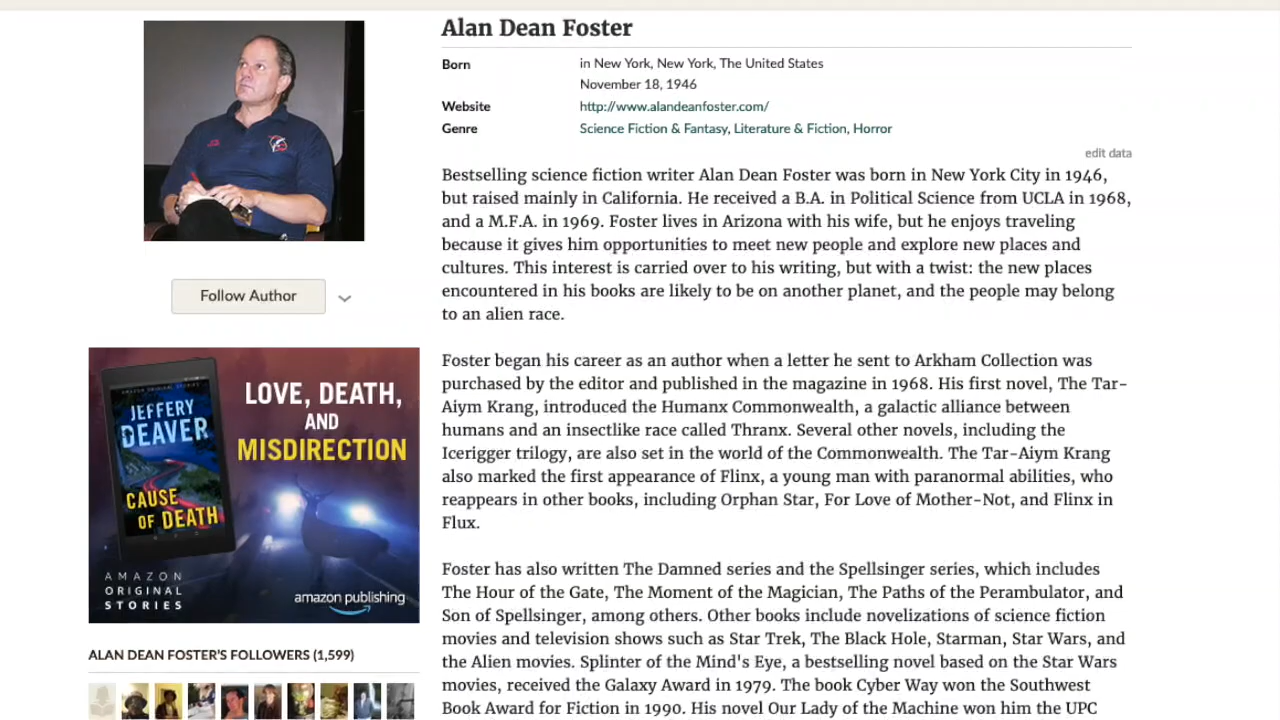 Alan Dean Foster
Born
in New York, New York, The United States
November 18, 1946
Website
http://www.alandeanfoster.com/
Genre
Science Fiction & Fantasy, Literature & Fiction, Horror
edit data
Bestselling science fiction writer Alan Dean Foster was born in New York City in 1946,
but raised mainly in California. He received a B.A. in Political Science from UCLA in 1968,
and a M.F.A. in 1969. Foster lives in Arizona with his wife, but he enjoys traveling
because it gives him opportunities to meet new people and explore new places and
cultures. This interest is carried over to his writing, but with a twist: the new places
encountered in his books are likely to be on another planet, and the people may belong
to an alien race.
Foster began his career as an author when a letter he sent to Arkham Collection was
purchased by the editor and published in the magazine in 1968. His first novel, The Tar-
Aiym Krang, introduced the Humanx Commonwealth, a galactic alliance between
humans and an insectlike race called Thranx. Several other novels, including the
Icerigger trilogy, are also set in the world of the Commonwealth. The Tar-Aiym Krang
also marked the first appearance of Flinx, a young man with paranormal abilities, who
reappears in other books, including Orphan Star, For Love of Mother-Not, and Flinx in
Flux.
Foster has also written The Damned series and the Spellsinger series, which includes
The Hour of the Gate, The Moment of the Magician, The Paths of the Perambulator, and
Son of Spellsinger, among others. Other books include novelizations of science fiction
movies and television shows such as Star Trek, The Black Hole, Starman, Star Wars, and
the Alien movies. Splinter of the Mind's Eye, a bestselling novel based on the Star Wars
movies, received the Galaxy Award in 1979. The book Cyber Way won the Southwest
Book Award for Fiction in 1990. His novel Our Lady of the Machine won him the UPC
Follow Author
AMAZON ORIGINAL STORIES
JEFFERY
DEAVER
CAUSE
OF DEATH
LOVE, DEATH,
AND
MISDIRECTION
AMAZON
ORIGINAL
STORIES
amazon publishing
ALAN DEAN FOSTER'S FOLLOWERS (1,599)